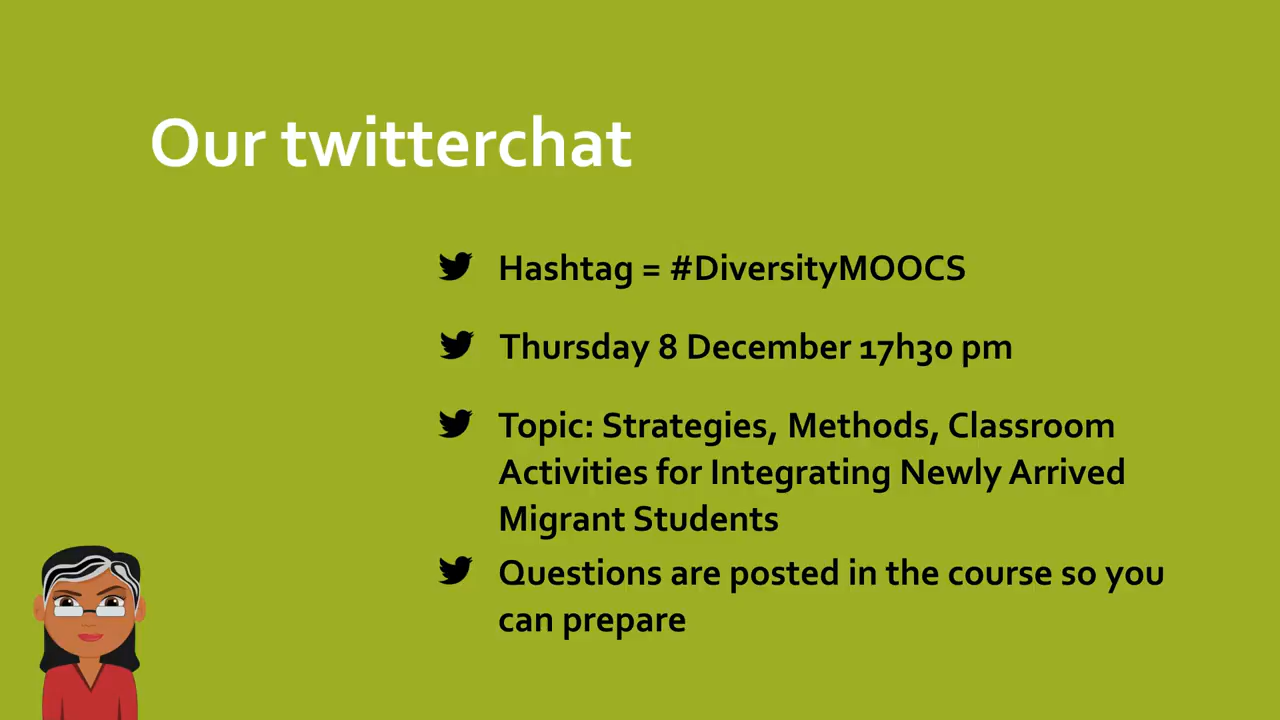 Our twitterchat
Hashtag = #DiversityMOOCS
Thursday 8 December 17h30 pm
Topic: Strategies, Methods, Classroom
Activities for Integrating Newly Arrived
Migrant Students
Questions are posted in the course so you
can prepare